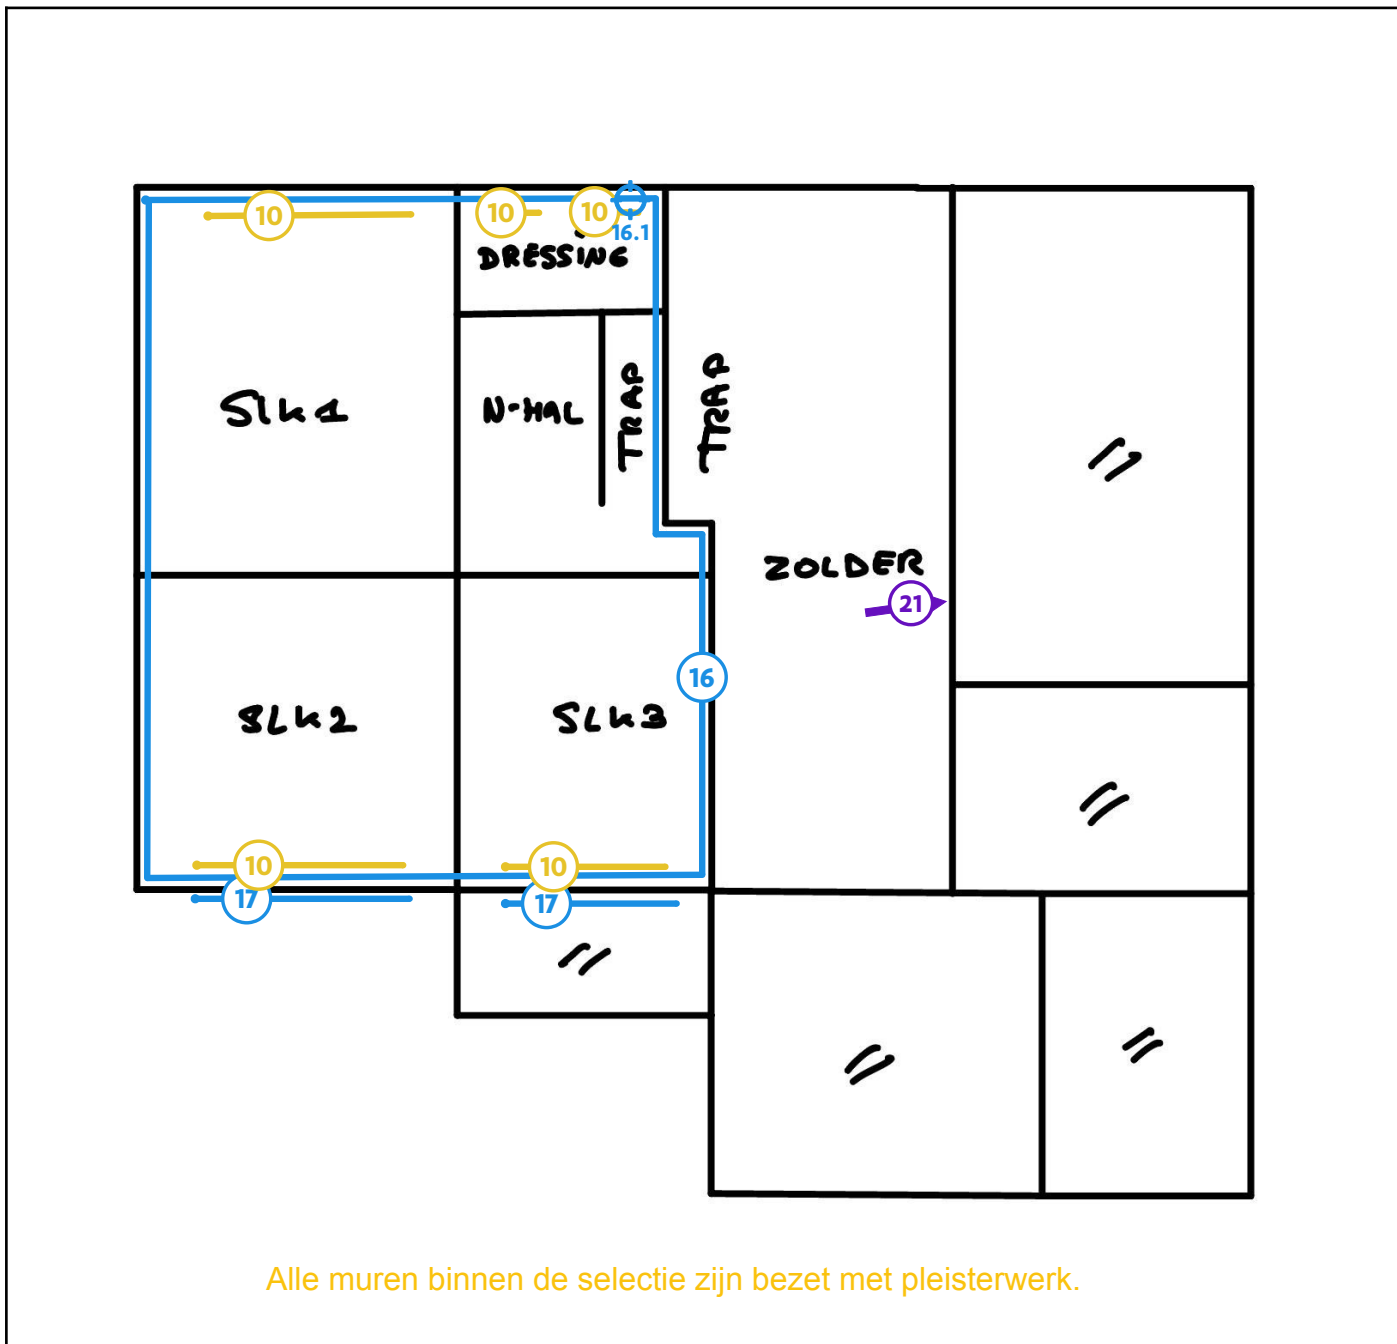 10
10
10
16.1
DRESSING
Slk1
N-HAL
TRAP
TRAP
ZOLDER
21
16
SLK2
SLK3
10
10
17
17
Alle muren binnen de selectie zijn bezet met pleisterwerk.